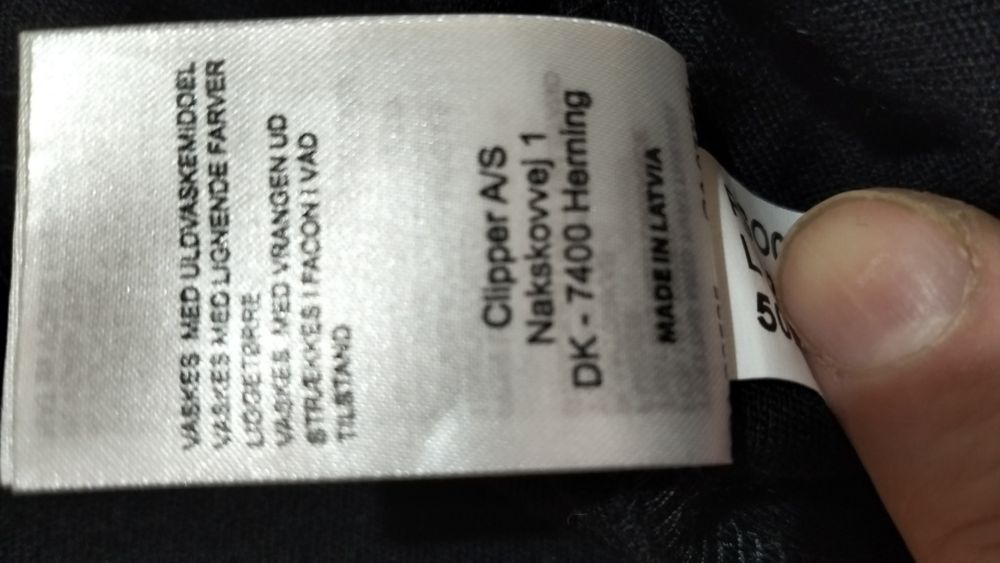 VASKES MED ULDVASKEMIDDEL
VASKES MED LIGNENDE FARVER
LIGGETØRRE
VASKES MED VRANGEN UD
STRÆKKES I FACON I VÅD
TILSTAND
Clipper A/S
Nakskovvej 1
DK - 7400 Herning
MADE IN LATVIA